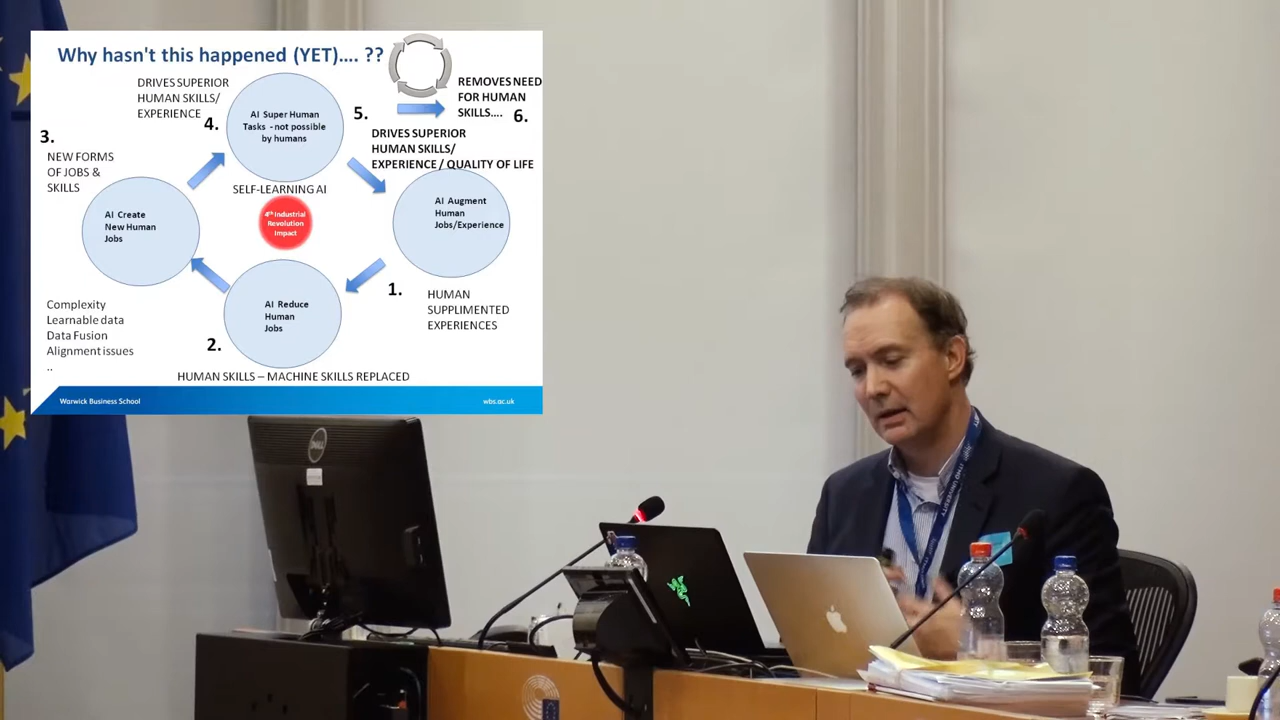 Why hasn't this happened (YET).... ??
DRIVES SUPERIOR
HUMAN SKILLS/
EXPERIENCE
4.
AI Super Human
Tasks - not possible
by humans
5.
REMOVES NEED
FOR HUMAN
SKILLS....
6.
DRIVES SUPERIOR
HUMAN SKILLS/
EXPERIENCE / QUALITY OF LIFE
3.
NEW FORMS
OF JOBS &
SKILLS
SELF-LEARNING AI
4th Industrial
Revolution
Impact
AI Create
New Human
Jobs
AI Augment
Human
Jobs/Experience
1.
HUMAN
SUPPLIMENTED
EXPERIENCES
AI Reduce
Human
Jobs
2.
Complexity
Learnable data
Data Fusion
Alignment issues
..
HUMAN SKILLS – MACHINE SKILLS REPLACED
Warwick Business School
wbs.ac.uk
DELL
ITMO UNIVERSITY